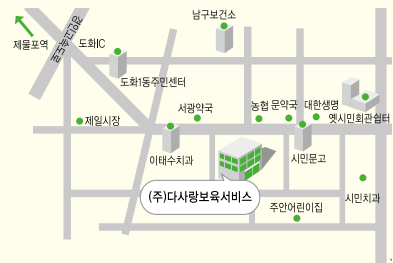 남구보건소
제물포역
도화IC
경인고속도로
도화1동주민센터
서광약국
농협 문약국 대한생명
옛시민회관쉼터
제일시장
이태수치과
시민문고
(주)다사랑보육서비스
시민치과
주안어린이집